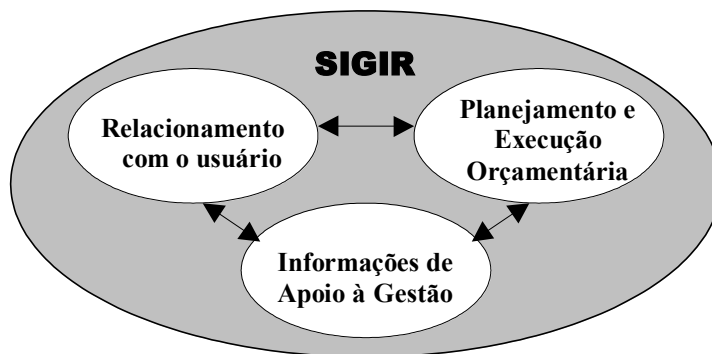 SIGIR
Relacionamento
com o usuário
Planejamento e
Execução
Orçamentária
Informações de
Apoio à Gestão